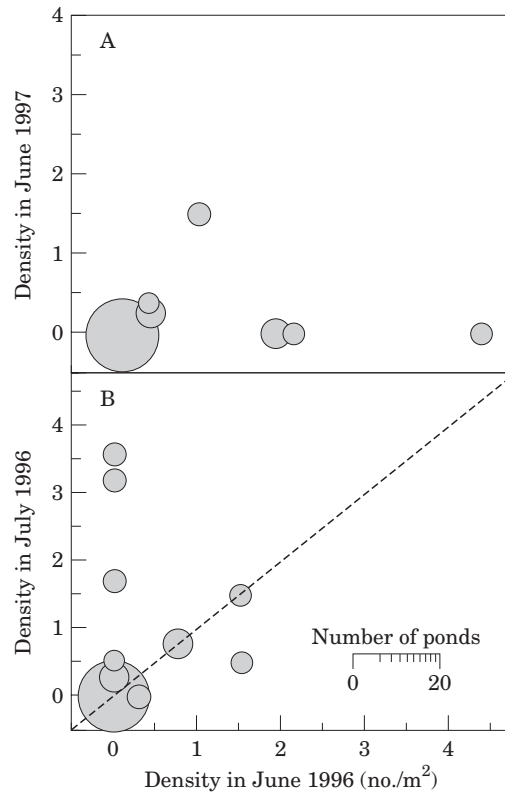 4
A
3
Density in June 1997
2
1
0
B
4
3
Density in July 1996
2
1
Number of ponds
0 20
0
0 1 2 3 4
Density in June 1996 (no./m²)